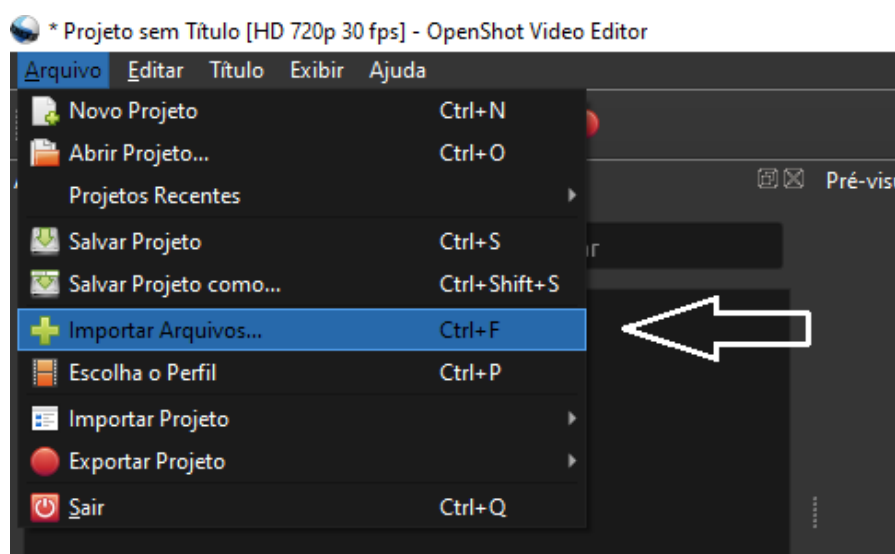 * Projeto sem Título [HD 720p 30 fps] - OpenShot Video Editor
Arquivo Editar Título Exibir Ajuda
Novo Projeto Ctrl+N
Abrir Projeto... Ctrl+O
Projetos Recentes
Pré-vis
Salvar Projeto Ctrl+S
Salvar Projeto como... Ctrl+Shift+S
Importar Arquivos... Ctrl+F
Escolha o Perfil Ctrl+P
Importar Projeto
Exportar Projeto
Sair Ctrl+Q